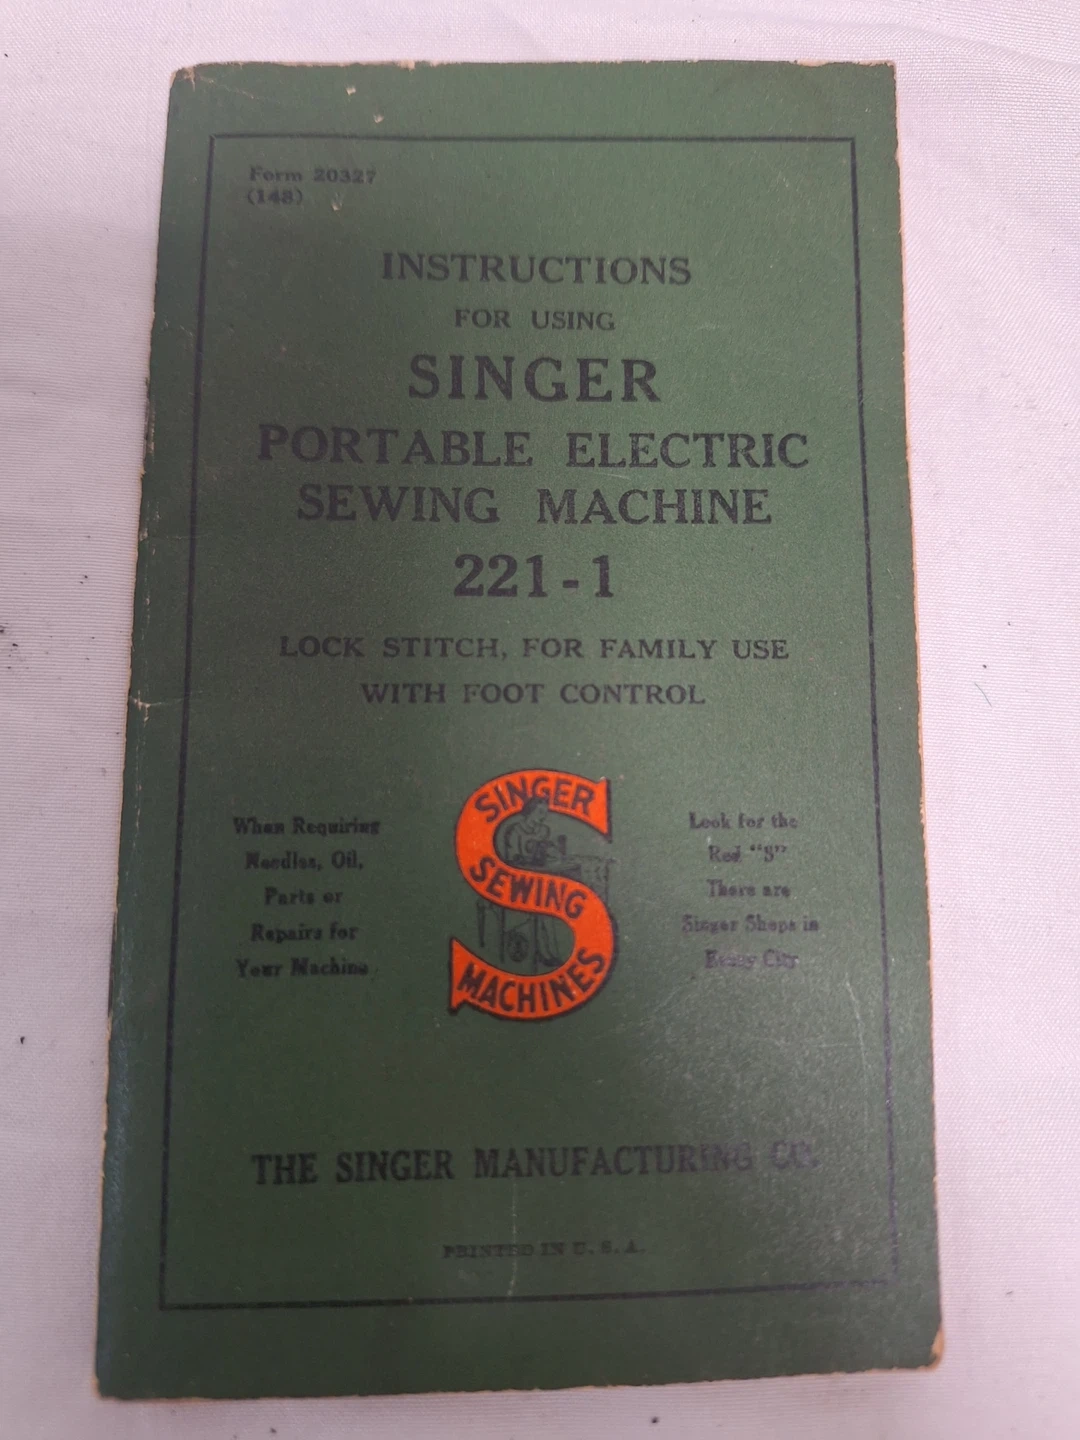 Form 20327
(148)
INSTRUCTIONS
FOR USING
SINGER
PORTABLE ELECTRIC
SEWING MACHINE
221-1
LOCK STITCH, FOR FAMILY USE
WITH FOOT CONTROL
When Requiring
Needles, Oil,
Parts or
Repairs for
Your Machine
SINGER
SEWING
MACHINES
Look for the
Red "S"
There are
Singer Shops in
Every City
THE SINGER MANUFACTURING CO.
PRINTED IN U. S. A.